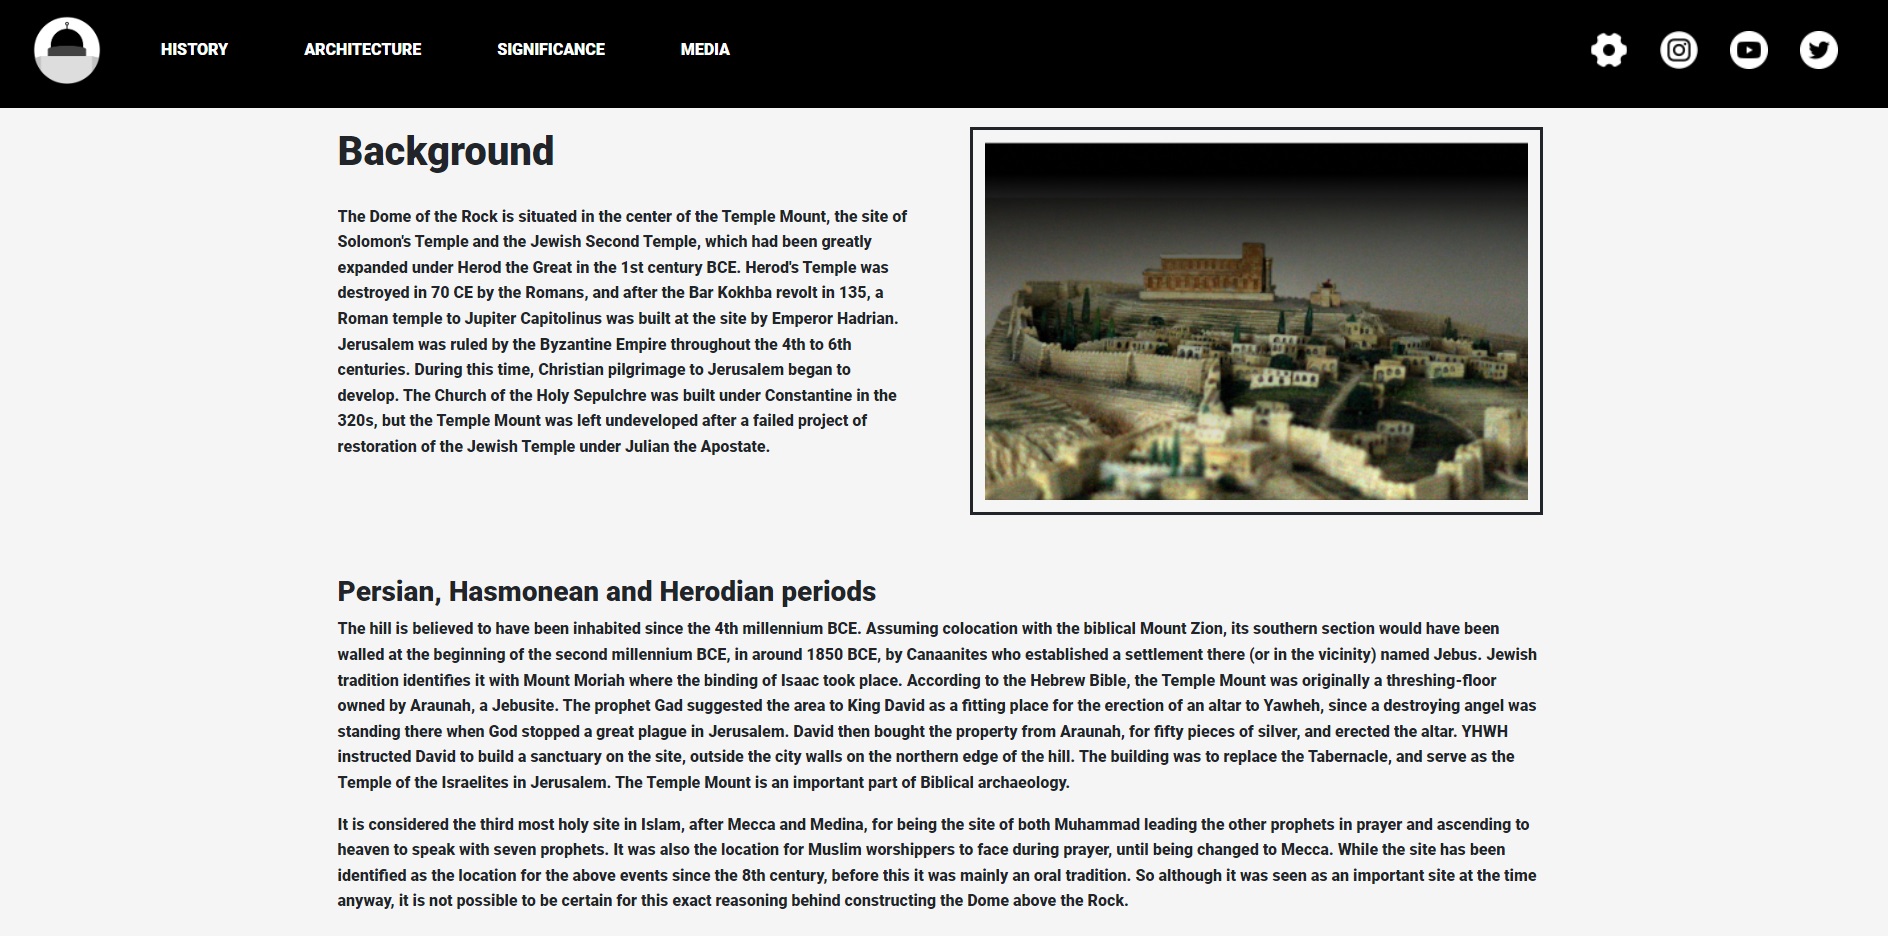 HISTORY ARCHITECTURE SIGNIFICANCE MEDIA
Background
The Dome of the Rock is situated in the center of the Temple Mount, the site of
Solomon's Temple and the Jewish Second Temple, which had been greatly
expanded under Herod the Great in the 1st century BCE. Herod's Temple was
destroyed in 70 CE by the Romans, and after the Bar Kokhba revolt in 135, a
Roman temple to Jupiter Capitolinus was built at the site by Emperor Hadrian.
Jerusalem was ruled by the Byzantine Empire throughout the 4th to 6th
centuries. During this time, Christian pilgrimage to Jerusalem began to
develop. The Church of the Holy Sepulchre was built under Constantine in the
320s, but the Temple Mount was left undeveloped after a failed project of
restoration of the Jewish Temple under Julian the Apostate.
Persian, Hasmonean and Herodian periods
The hill is believed to have been inhabited since the 4th millennium BCE. Assuming colocation with the biblical Mount Zion, its southern section would have been
walled at the beginning of the second millennium BCE, in around 1850 BCE, by Canaanites who established a settlement there (or in the vicinity) named Jebus. Jewish
tradition identifies it with Mount Moriah where the binding of Isaac took place. According to the Hebrew Bible, the Temple Mount was originally a threshing-floor
owned by Araunah, a Jebusite. The prophet Gad suggested the area to King David as a fitting place for the erection of an altar to Yawheh, since a destroying angel was
standing there when God stopped a great plague in Jerusalem. David then bought the property from Araunah, for fifty pieces of silver, and erected the altar. YHWH
instructed David to build a sanctuary on the site, outside the city walls on the northern edge of the hill. The building was to replace the Tabernacle, and serve as the
Temple of the Israelites in Jerusalem. The Temple Mount is an important part of Biblical archaeology.
It is considered the third most holy site in Islam, after Mecca and Medina, for being the site of both Muhammad leading the other prophets in prayer and ascending to
heaven to speak with seven prophets. It was also the location for Muslim worshippers to face during prayer, until being changed to Mecca. While the site has been
identified as the location for the above events since the 8th century, before this it was mainly an oral tradition. So although it was seen as an important site at the time
anyway, it is not possible to be certain for this exact reasoning behind constructing the Dome above the Rock.